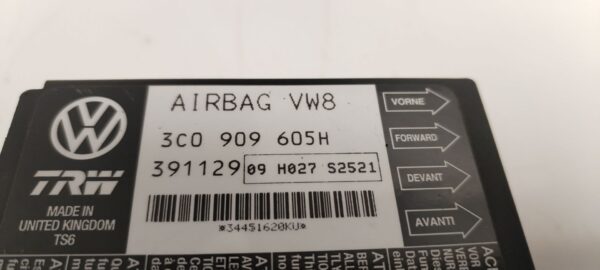 AIRBAG VW8
3C0 909 605H
391129 09 H027 S2521
*34451620KU*
TRW
MADE IN
UNITED KINGDOM
TS6
VORNE
FORWARD
DEVANT
AVANTI